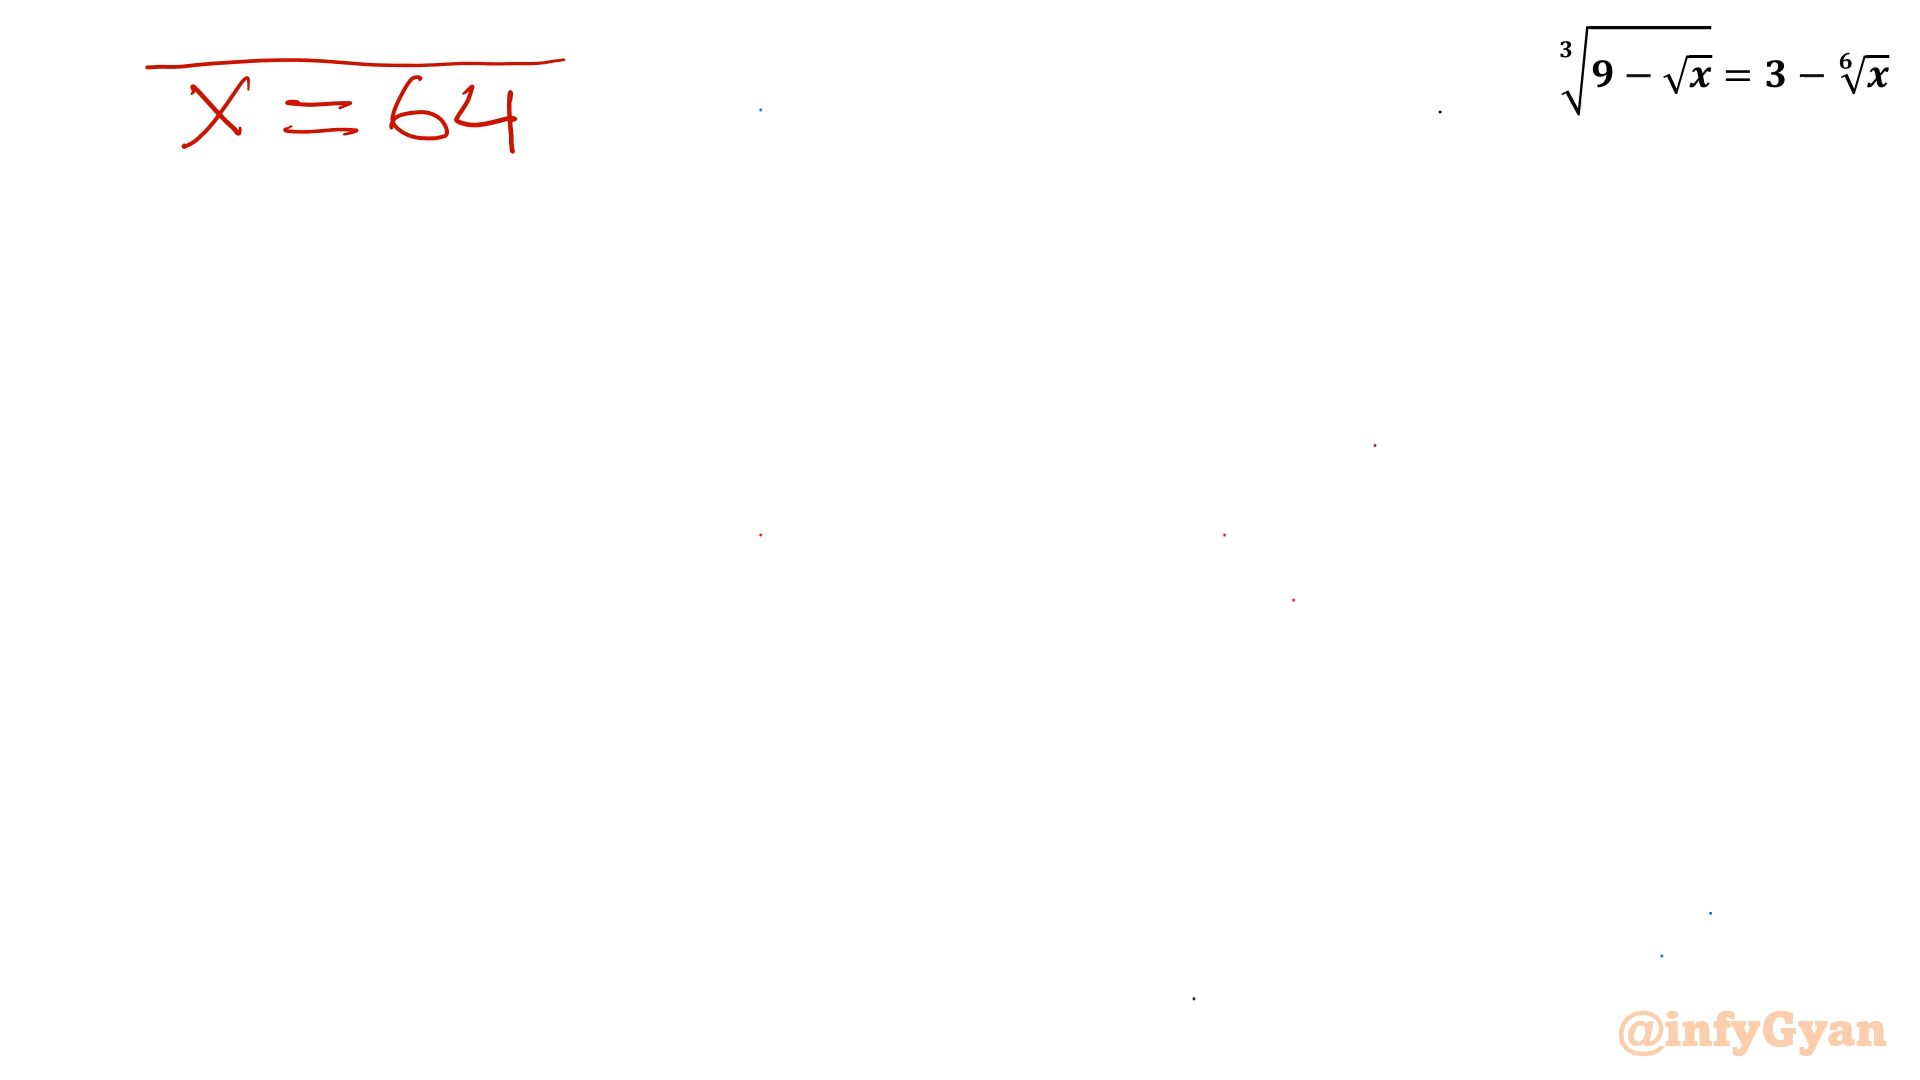 ∛(9 − √x) = 3 − ⁶√x
x = 64
@infyGyan